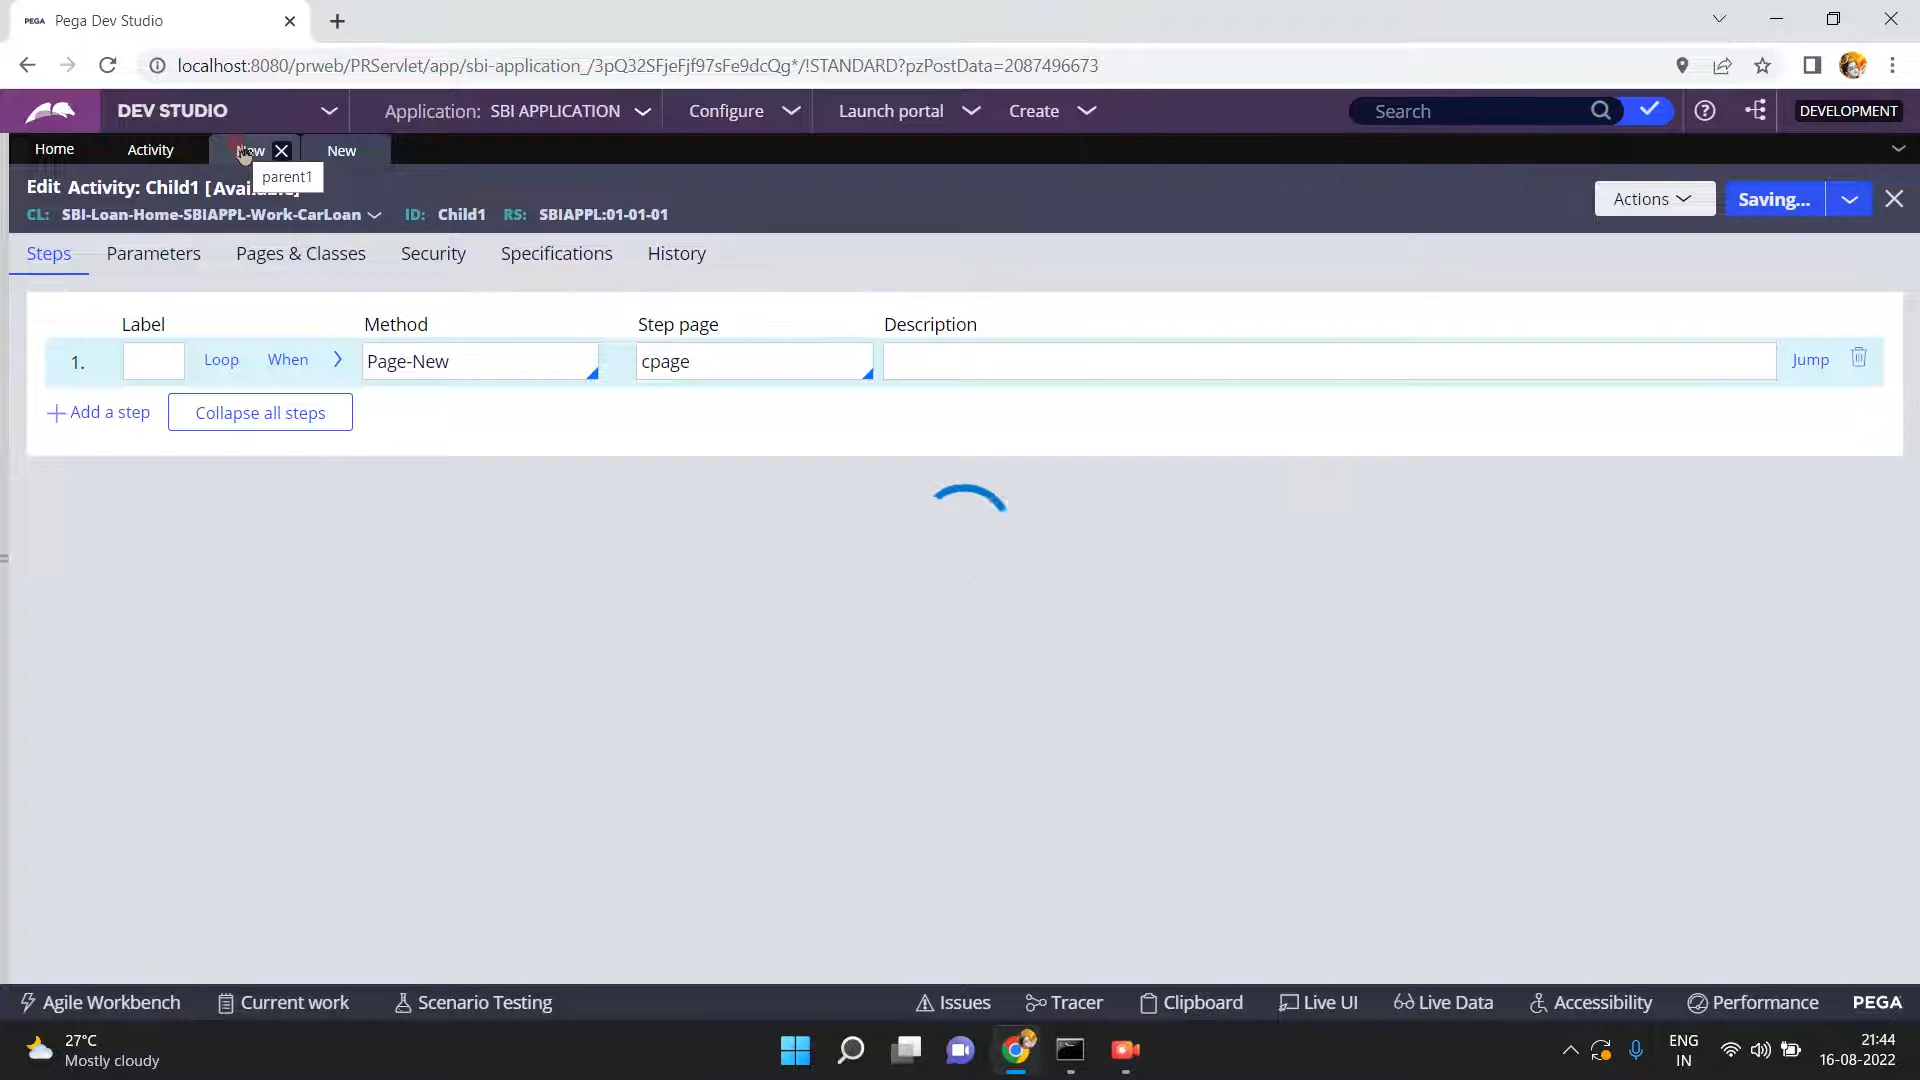 PEGA Pega Dev Studio
localhost:8080/prweb/PRServlet/app/sbi-application_/3pQ32SFjeFjf97sFe9dcQg*/!STANDARD?pzPostData=2087496673
DEV STUDIO Application: SBI APPLICATION Configure Launch portal Create Search DEVELOPMENT
Home Activity New New
parent1
Edit Activity: Child1 [Available]
CL: SBI-Loan-Home-SBIAPPL-Work-CarLoan ID: Child1 RS: SBIAPPL:01-01-01
Actions Saving...
Steps Parameters Pages & Classes Security Specifications History
Label Method Step page Description
1. Loop When Page-New cpage Jump
Add a step Collapse all steps
Agile Workbench Current work Scenario Testing Issues Tracer Clipboard Live UI Live Data Accessibility Performance PEGA
27°C
Mostly cloudy
ENG
IN
21:44
16-08-2022